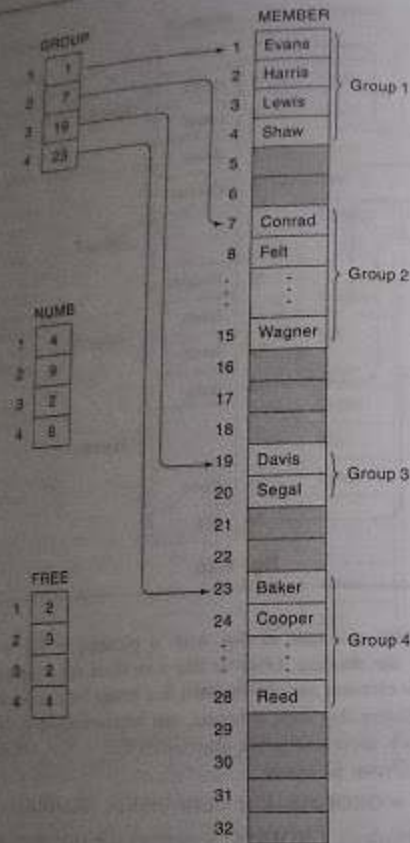 GROUP
1 1
2 7
3 19
4 23
NUMB
1 4
2 9
3 2
4 6
FREE
1 2
2 3
3 2
4 4
MEMBER
1 Evans
2 Harris
3 Lewis
4 Shaw
Group 1
5
6
7 Conrad
8 Felt
⋮ ⋮
15 Wagner
Group 2
16
17
18
19 Davis
20 Segal
Group 3
21
22
23 Baker
24 Cooper
⋮ ⋮
28 Reed
Group 4
29
30
31
32